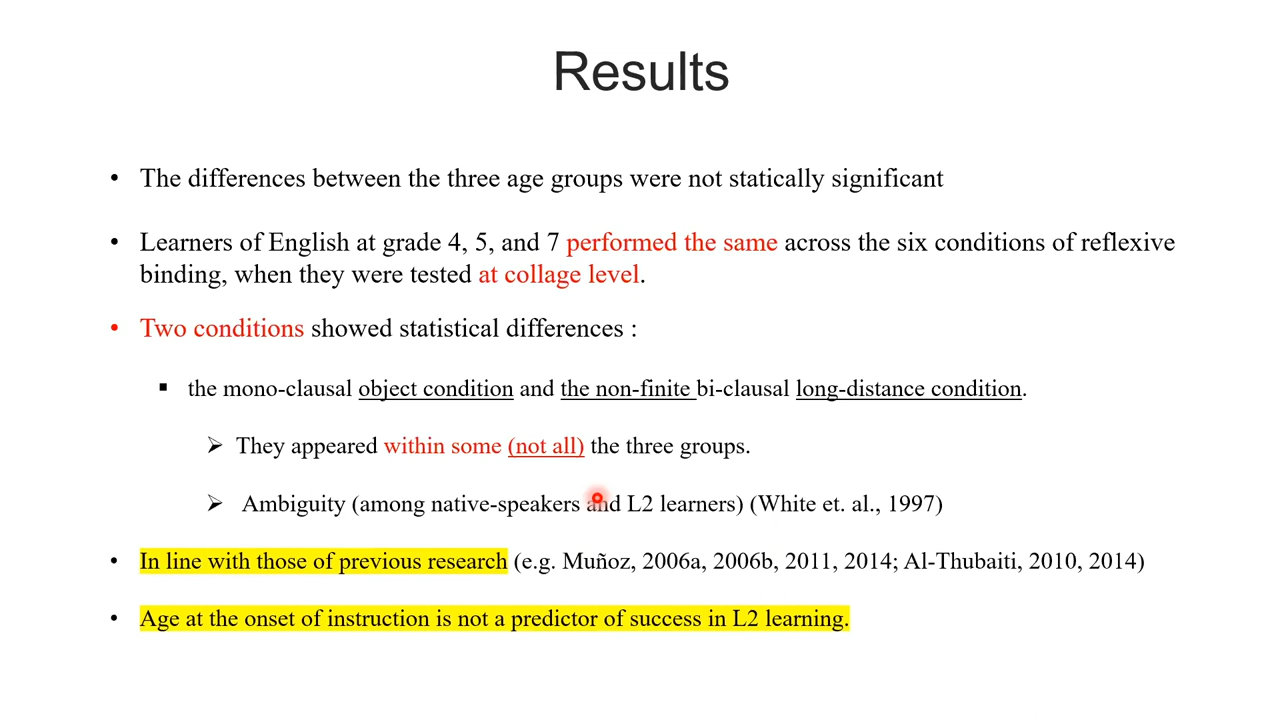 Results
• The differences between the three age groups were not statically significant
• Learners of English at grade 4, 5, and 7 performed the same across the six conditions of reflexive
binding, when they were tested at collage level.
• Two conditions showed statistical differences :
▪ the mono-clausal object condition and the non-finite bi-clausal long-distance condition.
➢ They appeared within some (not all) the three groups.
➢ Ambiguity (among native-speakers and L2 learners) (White et. al., 1997)
• In line with those of previous research (e.g. Muñoz, 2006a, 2006b, 2011, 2014; Al-Thubaiti, 2010, 2014)
• Age at the onset of instruction is not a predictor of success in L2 learning.